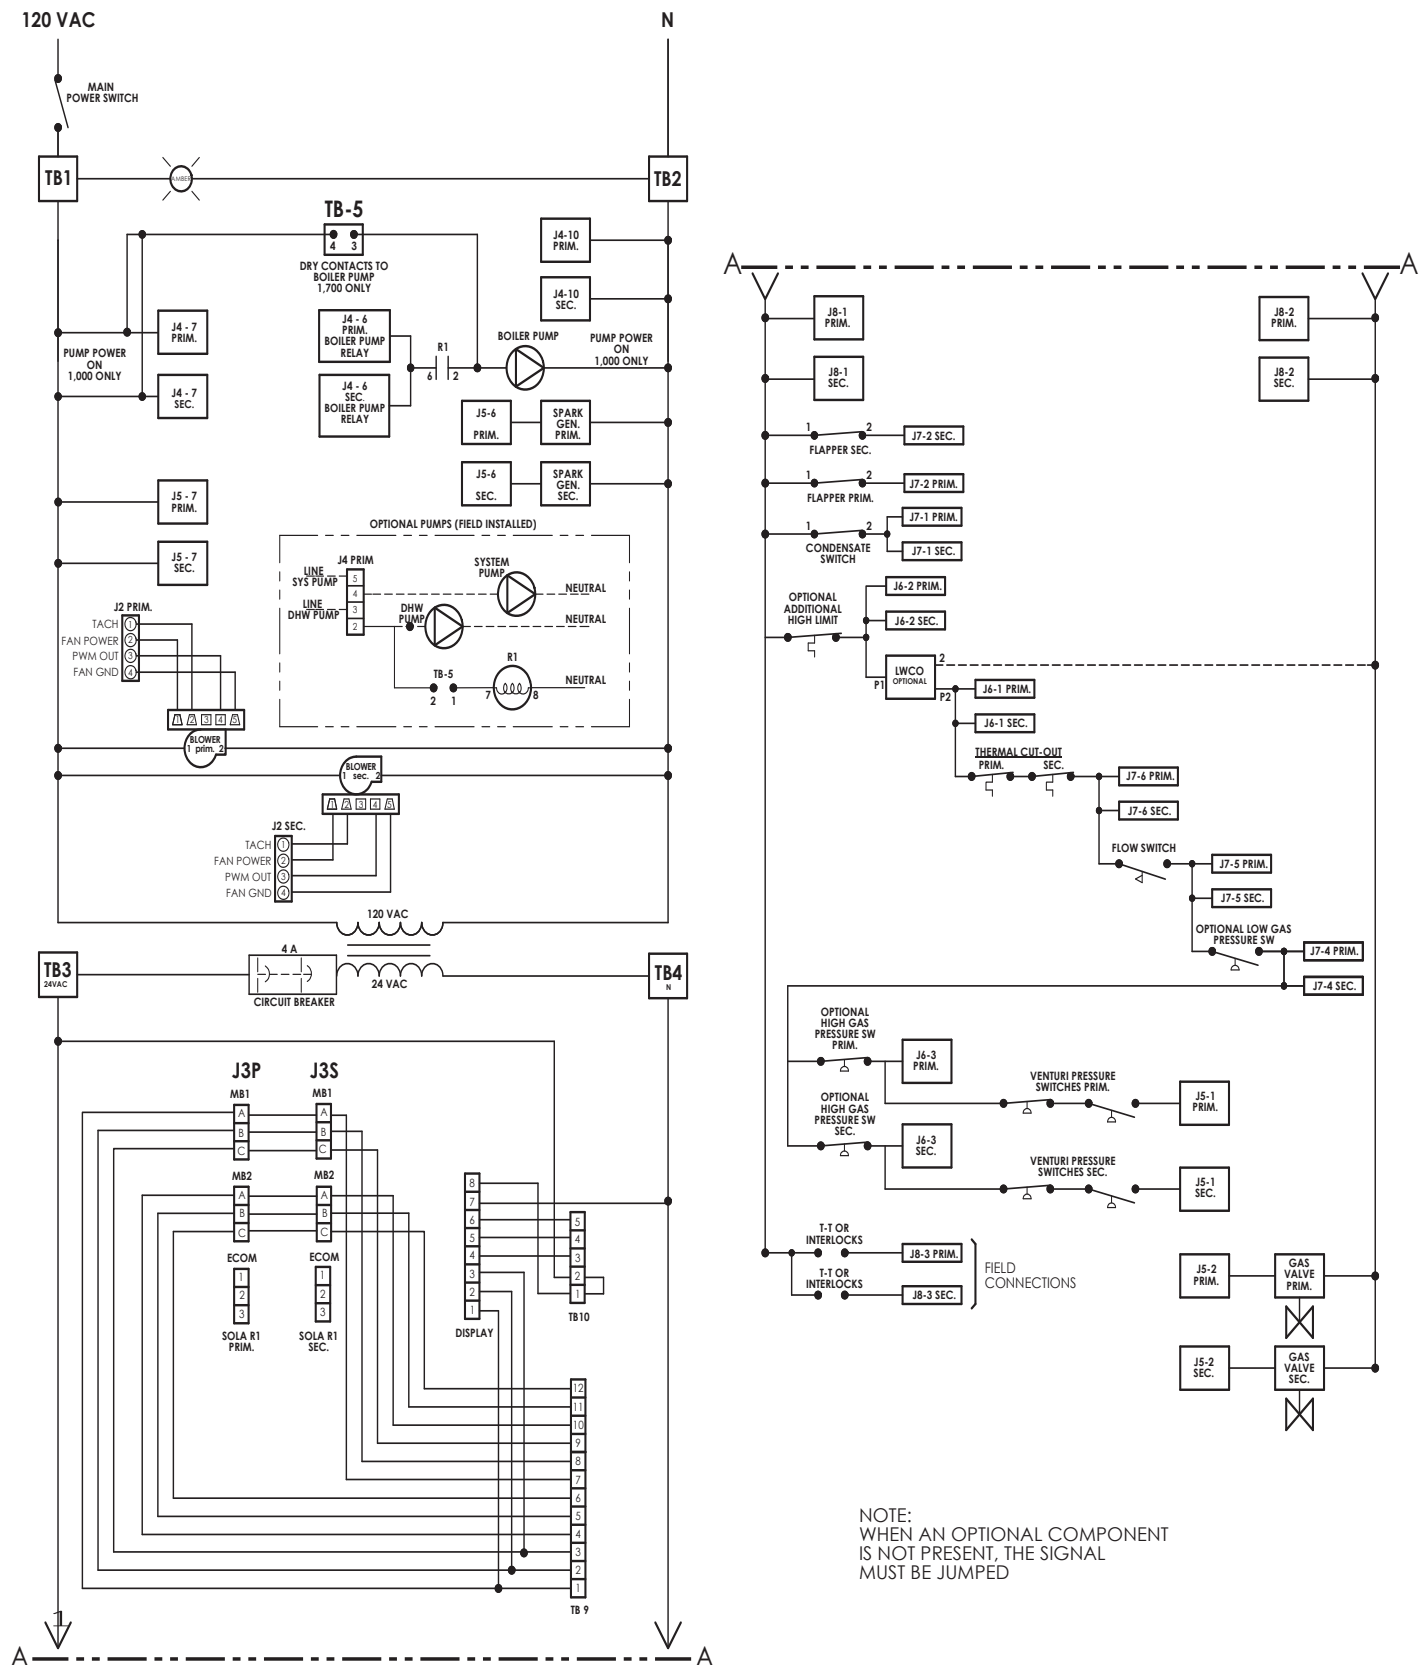 120 VAC
N
MAIN
POWER SWITCH
TB1
AMBER
TB2
TB-5
4 3
DRY CONTACTS TO
BOILER PUMP
1,700 ONLY
J4-10
PRIM.
J4-10
SEC.
J4 - 7
PRIM.
PUMP POWER
ON
1,000 ONLY
J4 - 7
SEC.
J4 - 6
PRIM.
BOILER PUMP
RELAY
J4 - 6
SEC.
BOILER PUMP
RELAY
R1
6 2
BOILER PUMP
PUMP POWER
ON
1,000 ONLY
J5-6
PRIM.
SPARK
GEN.
PRIM.
J5-6
SEC.
SPARK
GEN.
SEC.
J5 - 7
PRIM.
J5 - 7
SEC.
OPTIONAL PUMPS (FIELD INSTALLED)
J4 PRIM
LINE
SYS PUMP
LINE
DHW PUMP
5
4
3
2
SYSTEM
PUMP
NEUTRAL
DHW
PUMP
NEUTRAL
TB-5
2 1
R1
7 8
NEUTRAL
J2 PRIM.
TACH 1
FAN POWER 2
PWM OUT 3
FAN GND 4
1 2 3 4 5
BLOWER
1 prim. 2
BLOWER
1 sec. 2
1 2 3 4 5
J2 SEC.
TACH 1
FAN POWER 2
PWM OUT 3
FAN GND 4
120 VAC
TB3
24VAC
4 A
CIRCUIT BREAKER
24 VAC
TB4
N
J3P
J3S
MB1
A
B
C
MB1
A
B
C
MB2
A
B
C
MB2
A
B
C
ECOM
1
2
3
SOLA R1
PRIM.
ECOM
1
2
3
SOLA R1
SEC.
8
7
6
5
4
3
2
1
DISPLAY
5
4
3
2
1
TB10
12
11
10
9
8
7
6
5
4
3
2
1
TB 9
1
A A
A A
J8-1
PRIM.
J8-2
PRIM.
J8-1
SEC.
J8-2
SEC.
1 2
FLAPPER SEC.
J7-2 SEC.
1 2
FLAPPER PRIM.
J7-2 PRIM.
1 2
CONDENSATE
SWITCH
J7-1 PRIM.
J7-1 SEC.
OPTIONAL
ADDITIONAL
HIGH LIMIT
J6-2 PRIM.
J6-2 SEC.
P1
LWCO
OPTIONAL
2
P2
J6-1 PRIM.
J6-1 SEC.
THERMAL CUT-OUT
PRIM. SEC.
J7-6 PRIM.
J7-6 SEC.
FLOW SWITCH
J7-5 PRIM.
J7-5 SEC.
OPTIONAL LOW GAS
PRESSURE SW
J7-4 PRIM.
J7-4 SEC.
OPTIONAL
HIGH GAS
PRESSURE SW
PRIM.
J6-3
PRIM.
VENTURI PRESSURE
SWITCHES PRIM.
J5-1
PRIM.
OPTIONAL
HIGH GAS
PRESSURE SW
SEC.
J6-3
SEC.
VENTURI PRESSURE
SWITCHES SEC.
J5-1
SEC.
T-T OR
INTERLOCKS
J8-3 PRIM.
T-T OR
INTERLOCKS
J8-3 SEC.
FIELD
CONNECTIONS
J5-2
PRIM.
GAS
VALVE
PRIM.
J5-2
SEC.
GAS
VALVE
SEC.
NOTE:
WHEN AN OPTIONAL COMPONENT
IS NOT PRESENT, THE SIGNAL
MUST BE JUMPED